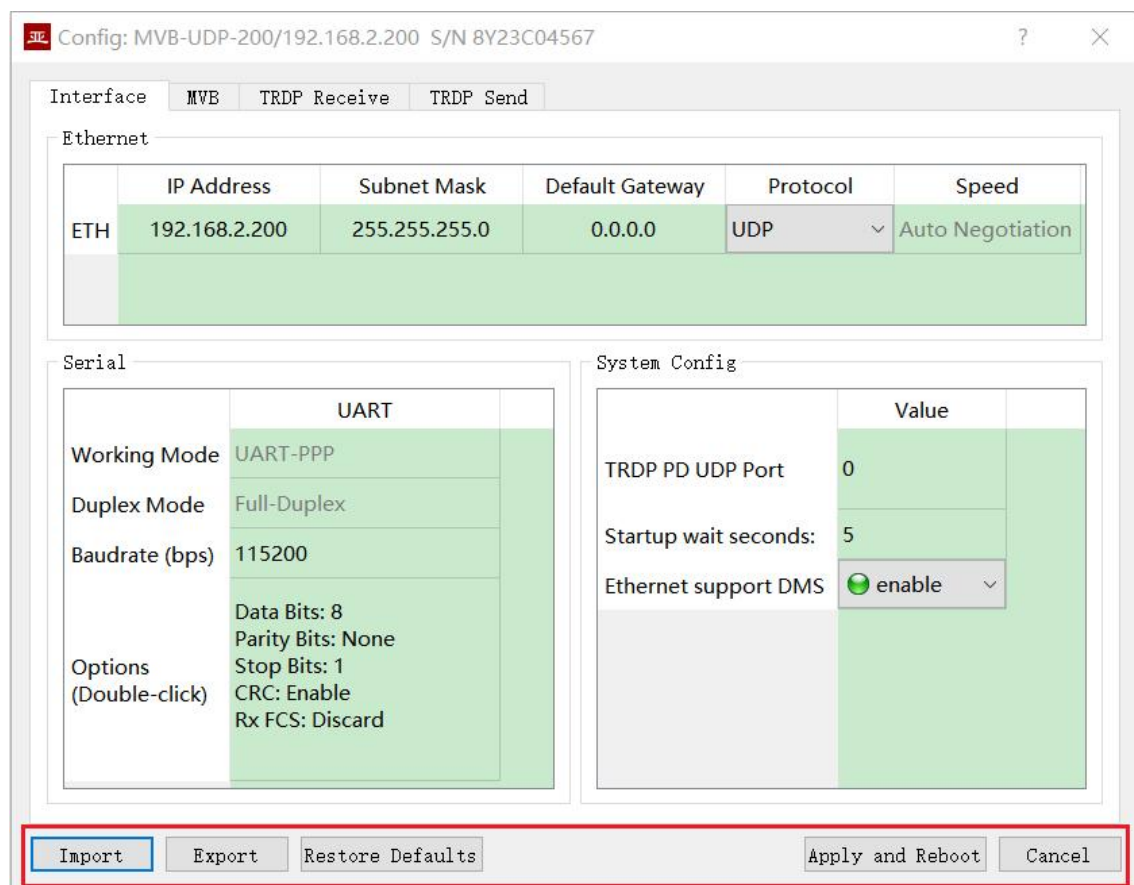 亚 Config: MVB-UDP-200/192.168.2.200 S/N 8Y23C04567 ?
Interface MVB TRDP Receive TRDP Send
Ethernet
IP Address Subnet Mask Default Gateway Protocol Speed
ETH 192.168.2.200 255.255.255.0 0.0.0.0 UDP Auto Negotiation
Serial
UART
Working Mode UART-PPP
Duplex Mode Full-Duplex
Baudrate (bps) 115200
Options
(Double-click)
Data Bits: 8
Parity Bits: None
Stop Bits: 1
CRC: Enable
Rx FCS: Discard
System Config
Value
TRDP PD UDP Port 0
Startup wait seconds: 5
Ethernet support DMS enable
Import Export Restore Defaults Apply and Reboot Cancel